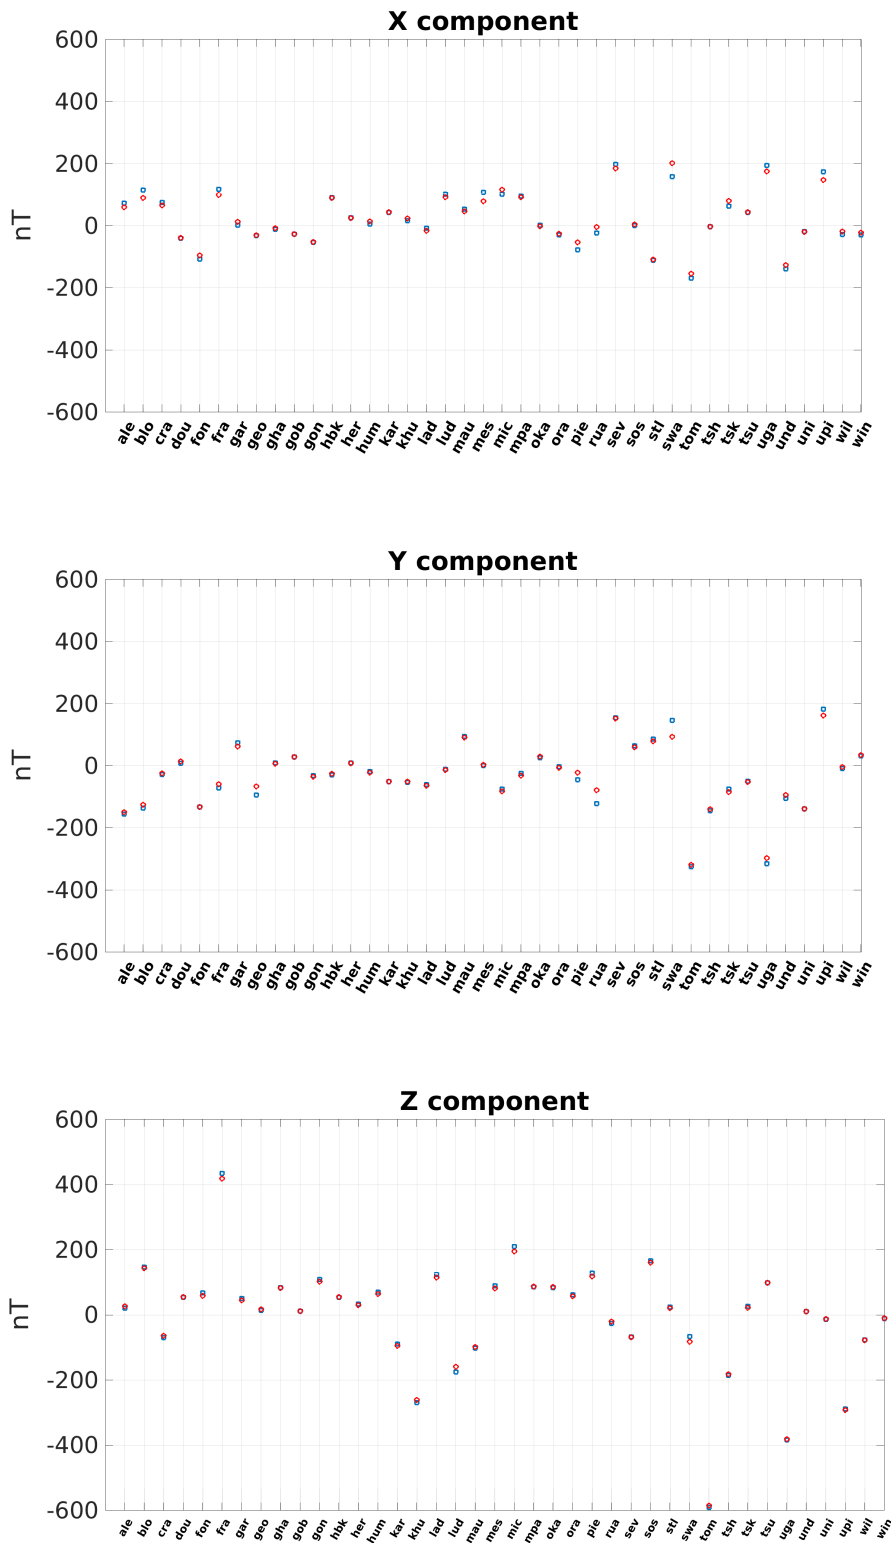 X component
600
400
200
0
-200
-400
-600
nT
ale blo cra dou fon fra gar geo gha gob gon hbk her hum kar khu lad lud mau mes mic mpa oka ora pie rua sev sos stl swa tom tsh tsk tsu uga und uni upi wil win
Y component
600
400
200
0
-200
-400
-600
nT
ale blo cra dou fon fra gar geo gha gob gon hbk her hum kar khu lad lud mau mes mic mpa oka ora pie rua sev sos stl swa tom tsh tsk tsu uga und uni upi wil win
Z component
600
400
200
0
-200
-400
-600
nT
ale blo cra dou fon fra gar geo gha gob gon hbk her hum kar khu lad lud mau mes mic mpa oka ora pie rua sev sos stl swa tom tsh tsk tsu uga und uni upi wil win